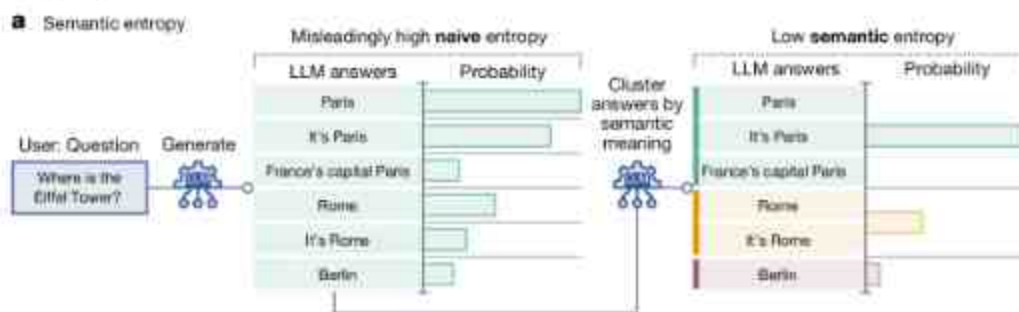 a Semantic entropy
Misleadingly high naive entropy
LLM answers Probability
Paris
It's Paris
France's capital Paris
Rome
It's Rome
Berlin
User: Question
Where is the
Eiffel Tower?
Generate
Cluster
answers by
semantic
meaning
Low semantic entropy
LLM answers Probability
Paris
It's Paris
France's capital Paris
Rome
It's Rome
Berlin